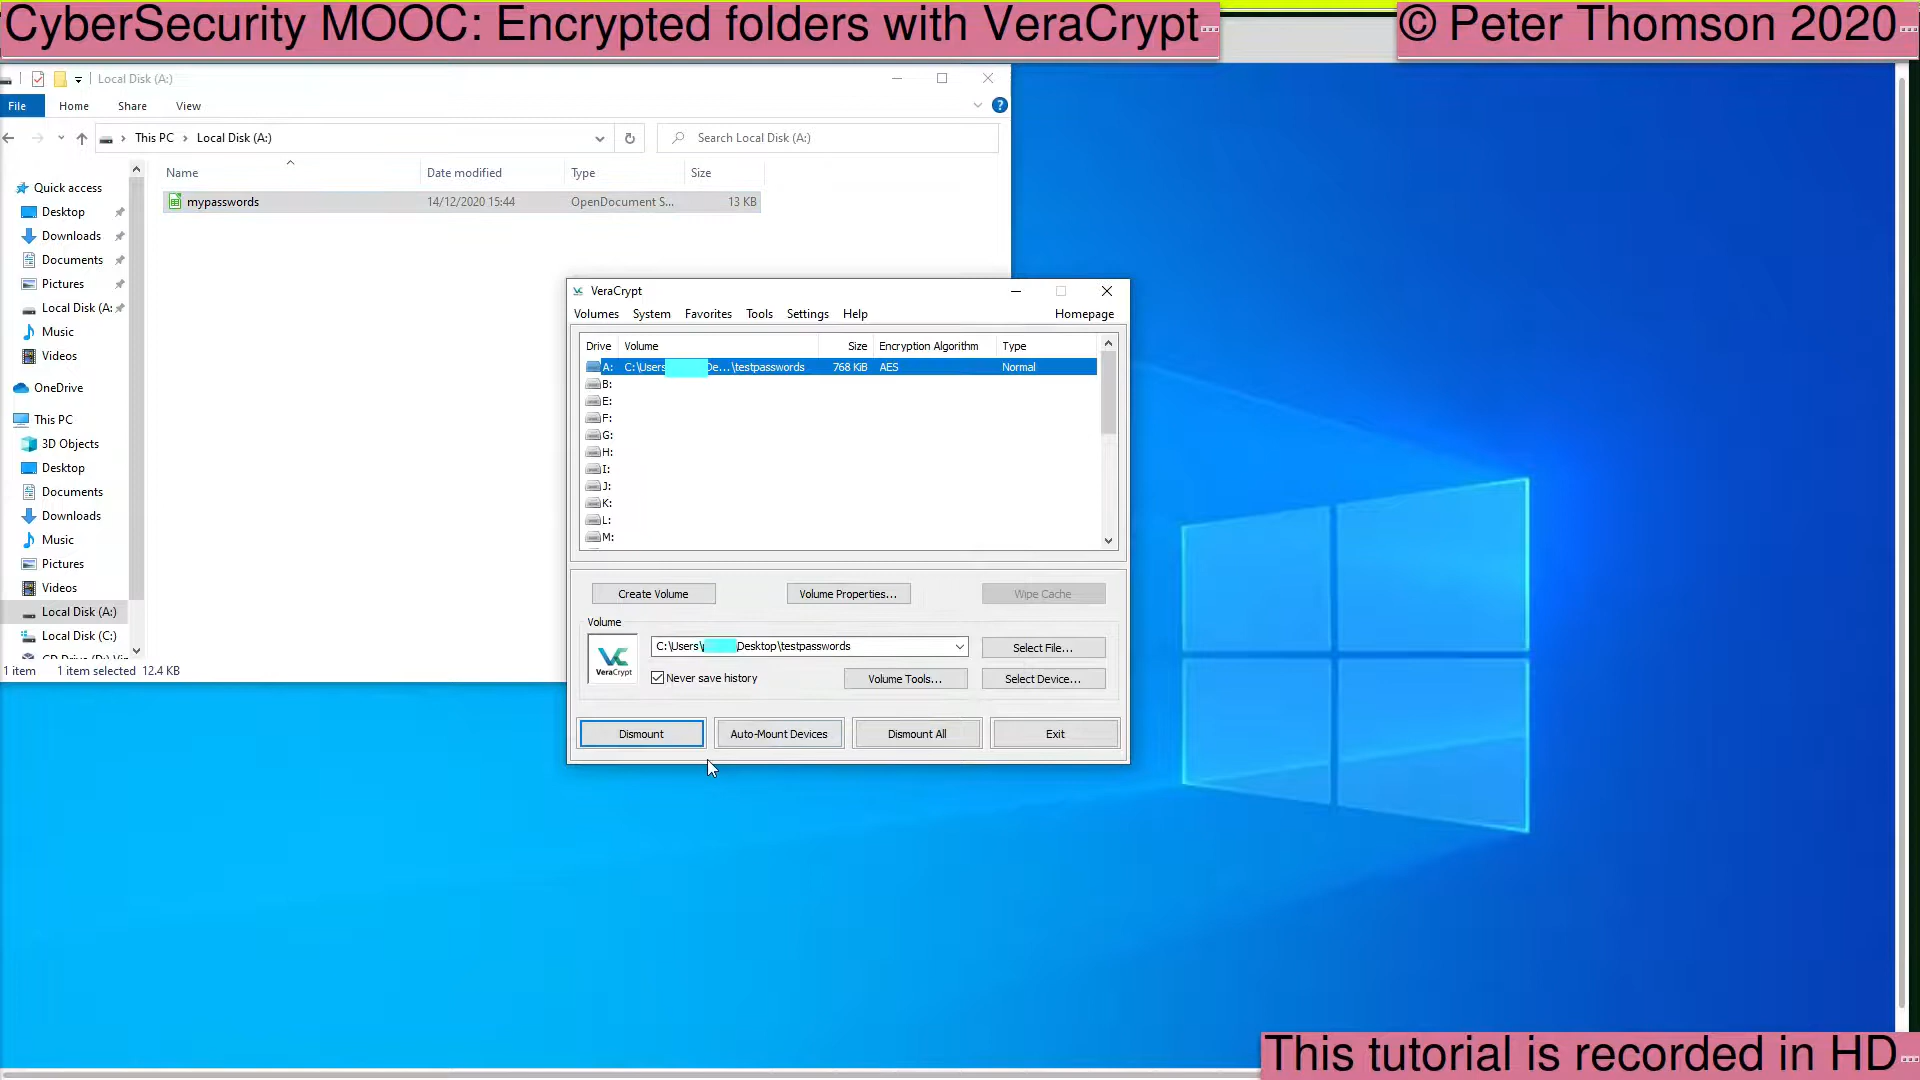 CyberSecurity MOOC: Encrypted folders with VeraCrypt
© Peter Thomson 2020
Local Disk (A:)
File Home Share View
This PC > Local Disk (A:)
Search Local Disk (A:)
Name Date modified Type Size
mypasswords 14/12/2020 15:44 OpenDocument S... 13 KB
Quick access
Desktop
Downloads
Documents
Pictures
Local Disk (A:
Music
Videos
OneDrive
This PC
3D Objects
Desktop
Documents
Downloads
Music
Pictures
Videos
Local Disk (A:)
Local Disk (C:)
1 item 1 item selected 12.4 KB
VeraCrypt
Volumes System Favorites Tools Settings Help Homepage
Drive Volume Size Encryption Algorithm Type
A: C:\Users De...\testpasswords 768 KiB AES Normal
B:
E:
F:
G:
H:
I:
J:
K:
L:
M:
Create Volume Volume Properties... Wipe Cache
Volume
VeraCrypt
C:\Users\ Desktop\testpasswords
Select File...
Never save history
Volume Tools...
Select Device...
Dismount Auto-Mount Devices Dismount All Exit
This tutorial is recorded in HD